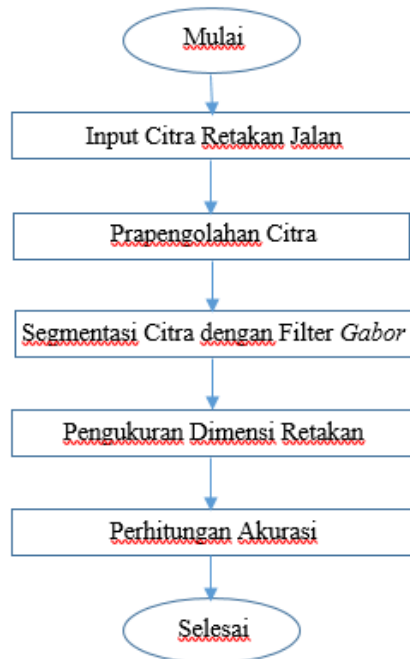 Mulai
Input Citra Retakan Jalan
Prapengolahan Citra
Segmentasi Citra dengan Filter Gabor
Pengukuran Dimensi Retakan
Perhitungan Akurasi
Selesai